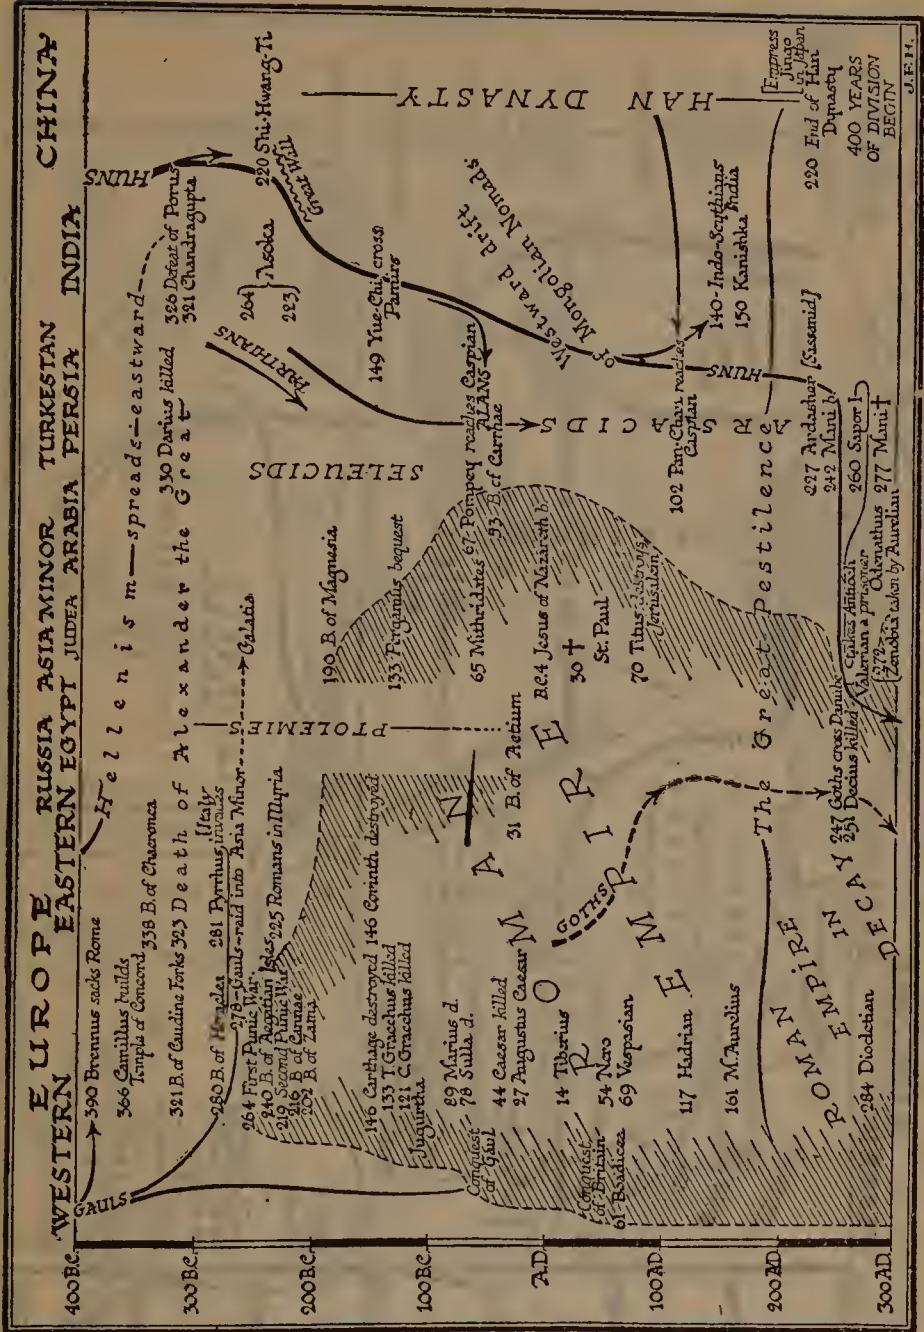 EUROPE
WESTERN
EASTERN
RUSSIA ASIA MINOR TURKESTAN
EGYPT JUDEA ARABIA PERSIA INDIA
CHINA
400 B.C.
300 B.C.
200 B.C.
100 B.C.
A.D.
100 A.D.
200 A.D.
300 A.D.
GAULS
390 Brennus sacks Rome
366 Camillus builds
Temple of Concord
338 B. of Chaeronea
321 B. of Caudine Forks
323 Death of Alexander the Great
Hellenism—spreads—eastward
330 Darius killed
326 Defeat of Porus
321 Chandragupta
HUNS
280 B. of
281 Pyrrhus invades
[Italy
278-Gauls-raid into Asia Minor
Galatia
264 First Punic War.
240 B. of Isles
219 Second Punic War
225 Romans in Illyria
216 B. of Cannae
202 B. of Zama
PTOLEMIES
SELEUCIDS
PARTHIANS
264
223
Asoka
220 Shi-Hwang-Ti
Great Wall
190 B. of Magnesia
149 Yue-Chi cross
Pamirs
146 Carthage destroyed
146 Corinth destroyed
133 T. Gracchus killed
133 Pergamus bequest
121 C. Gracchus killed
Jugurtha
89 Marius d.
78 Sulla d.
Conquest
of Gaul
65 Mithridates
67 Pompey reaches Caspian
ALANS
53 B. of Carrhae
Westward drift
of Mongolian Nomads
HAN DYNASTY
44 Caesar killed
27 Augustus Caesar
31 B. of Actium
B.C. 4 Jesus of Nazareth b.
ROMAN
EMPIRE
14 Tiberius
30 †
St. Paul
GOTHS
ARSACIDS
54 Nero
69 Vespasian
Conquest
of Britain
61-Boadicea
70 Titus destroys
Jerusalem
HUNS
102 Pan-Chau reaches
Caspian
117 Hadrian
140-Indo-Scythians
India
150 Kanishka
161 M. Aurelius
The Great Pestilence
ROMAN
EMPIRE IN
DECAY
227 Ardashir [Sassanid]
242 Mani b.
220 End of Han
Dynasty
[Empress
Jingo
in Japan
400 YEARS
OF DIVISION
BEGIN
247 Goths cross Danube
251 Decius killed
260 Sapor I
takes Antioch
Valerian a prisoner
Odenathus
277 Mani †
272
Zenobia taken by Aurelian
284 Diocletian
J.F.H.